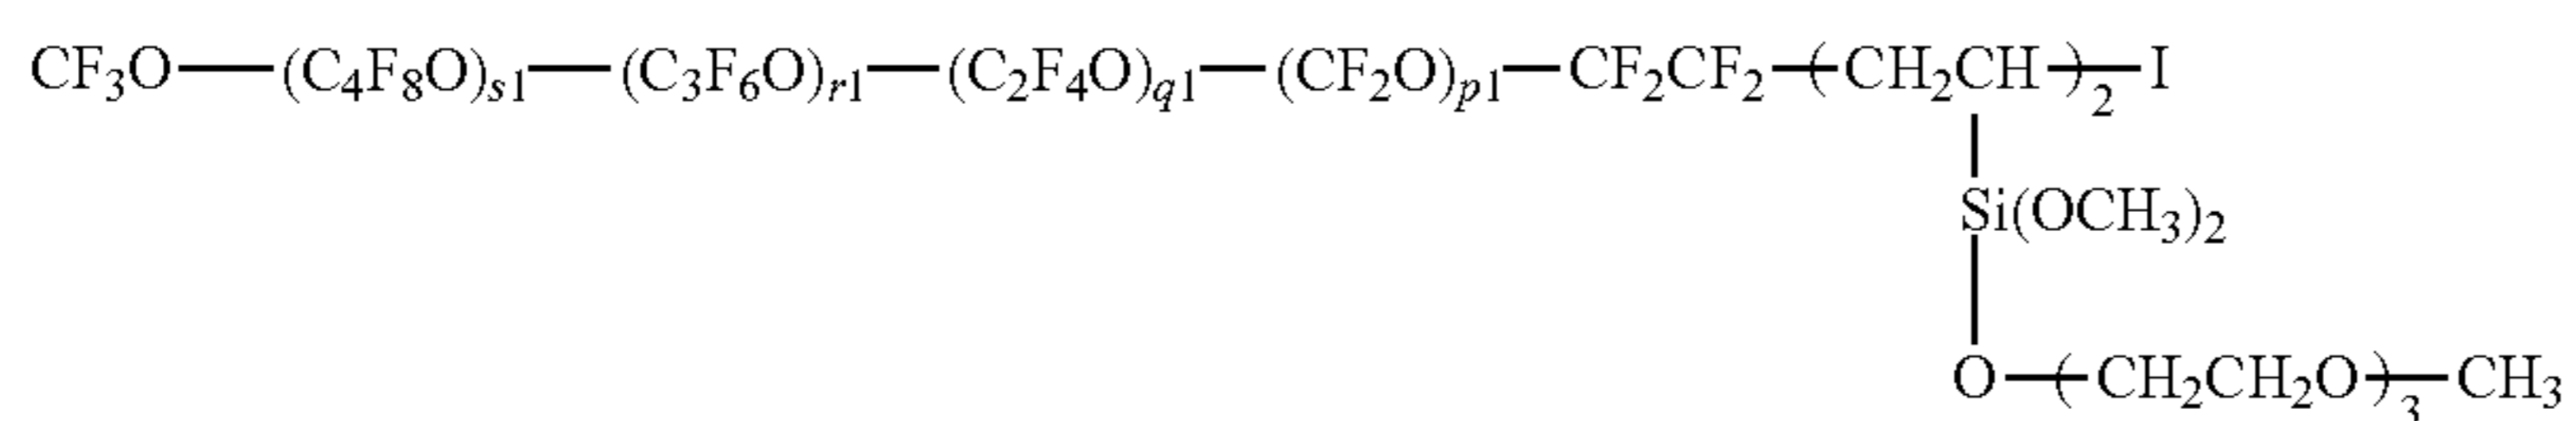 CF₃O—(C₄F₈O)ₛ₁—(C₃F₆O)ᵣ₁—(C₂F₄O)q1—(CF₂O)ₚ₁—CF₂CF₂—(CH₂CH)₂—I
Si(OCH₃)₂
O—(CH₂CH₂O)₃—CH₃